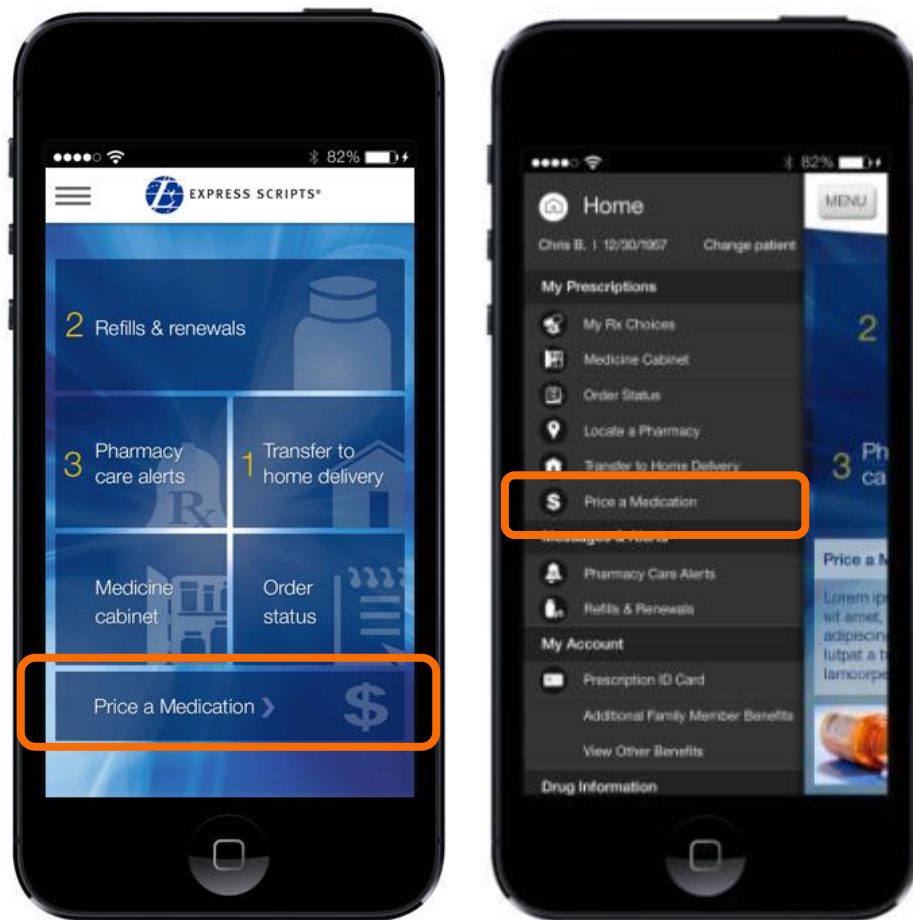 82%
EXPRESS SCRIPTS®
2 Refills & renewals
3 Pharmacy
care alerts
1 Transfer to
home delivery
Rx
Medicine
cabinet
Order
status
Price a Medication
$
82%
Home
MENU
Chris B. | 12/30/1957 Change patient
My Prescriptions
My Rx Choices
2
Medicine Cabinet
Order Status
Locate a Pharmacy
3 Ph
ca
Transfer to Home Delivery
$ Price a Medication
Messages & Alerts
Price a M
Pharmacy Care Alerts
Lorem ip
sit amet,
Refills & Renewals
adipiscin
lutpat a t
lamcorpe
My Account
Prescription ID Card
Additional Family Member Benefits
View Other Benefits
Drug Information